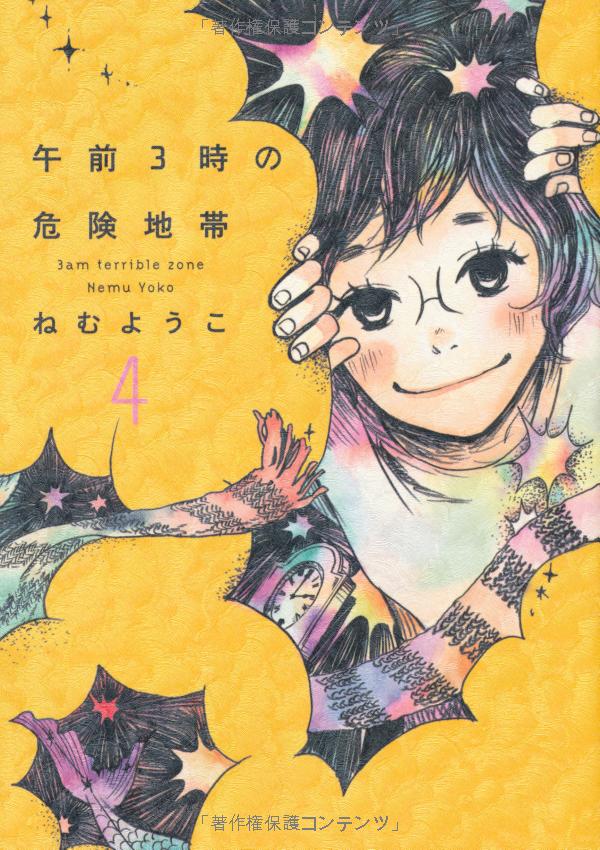 「著作権保護コンテンツ」
午前3時の
危険地帯
3am terrible zone
Nemu Yoko
ねむようこ
4
「著作権保護コンテンツ」